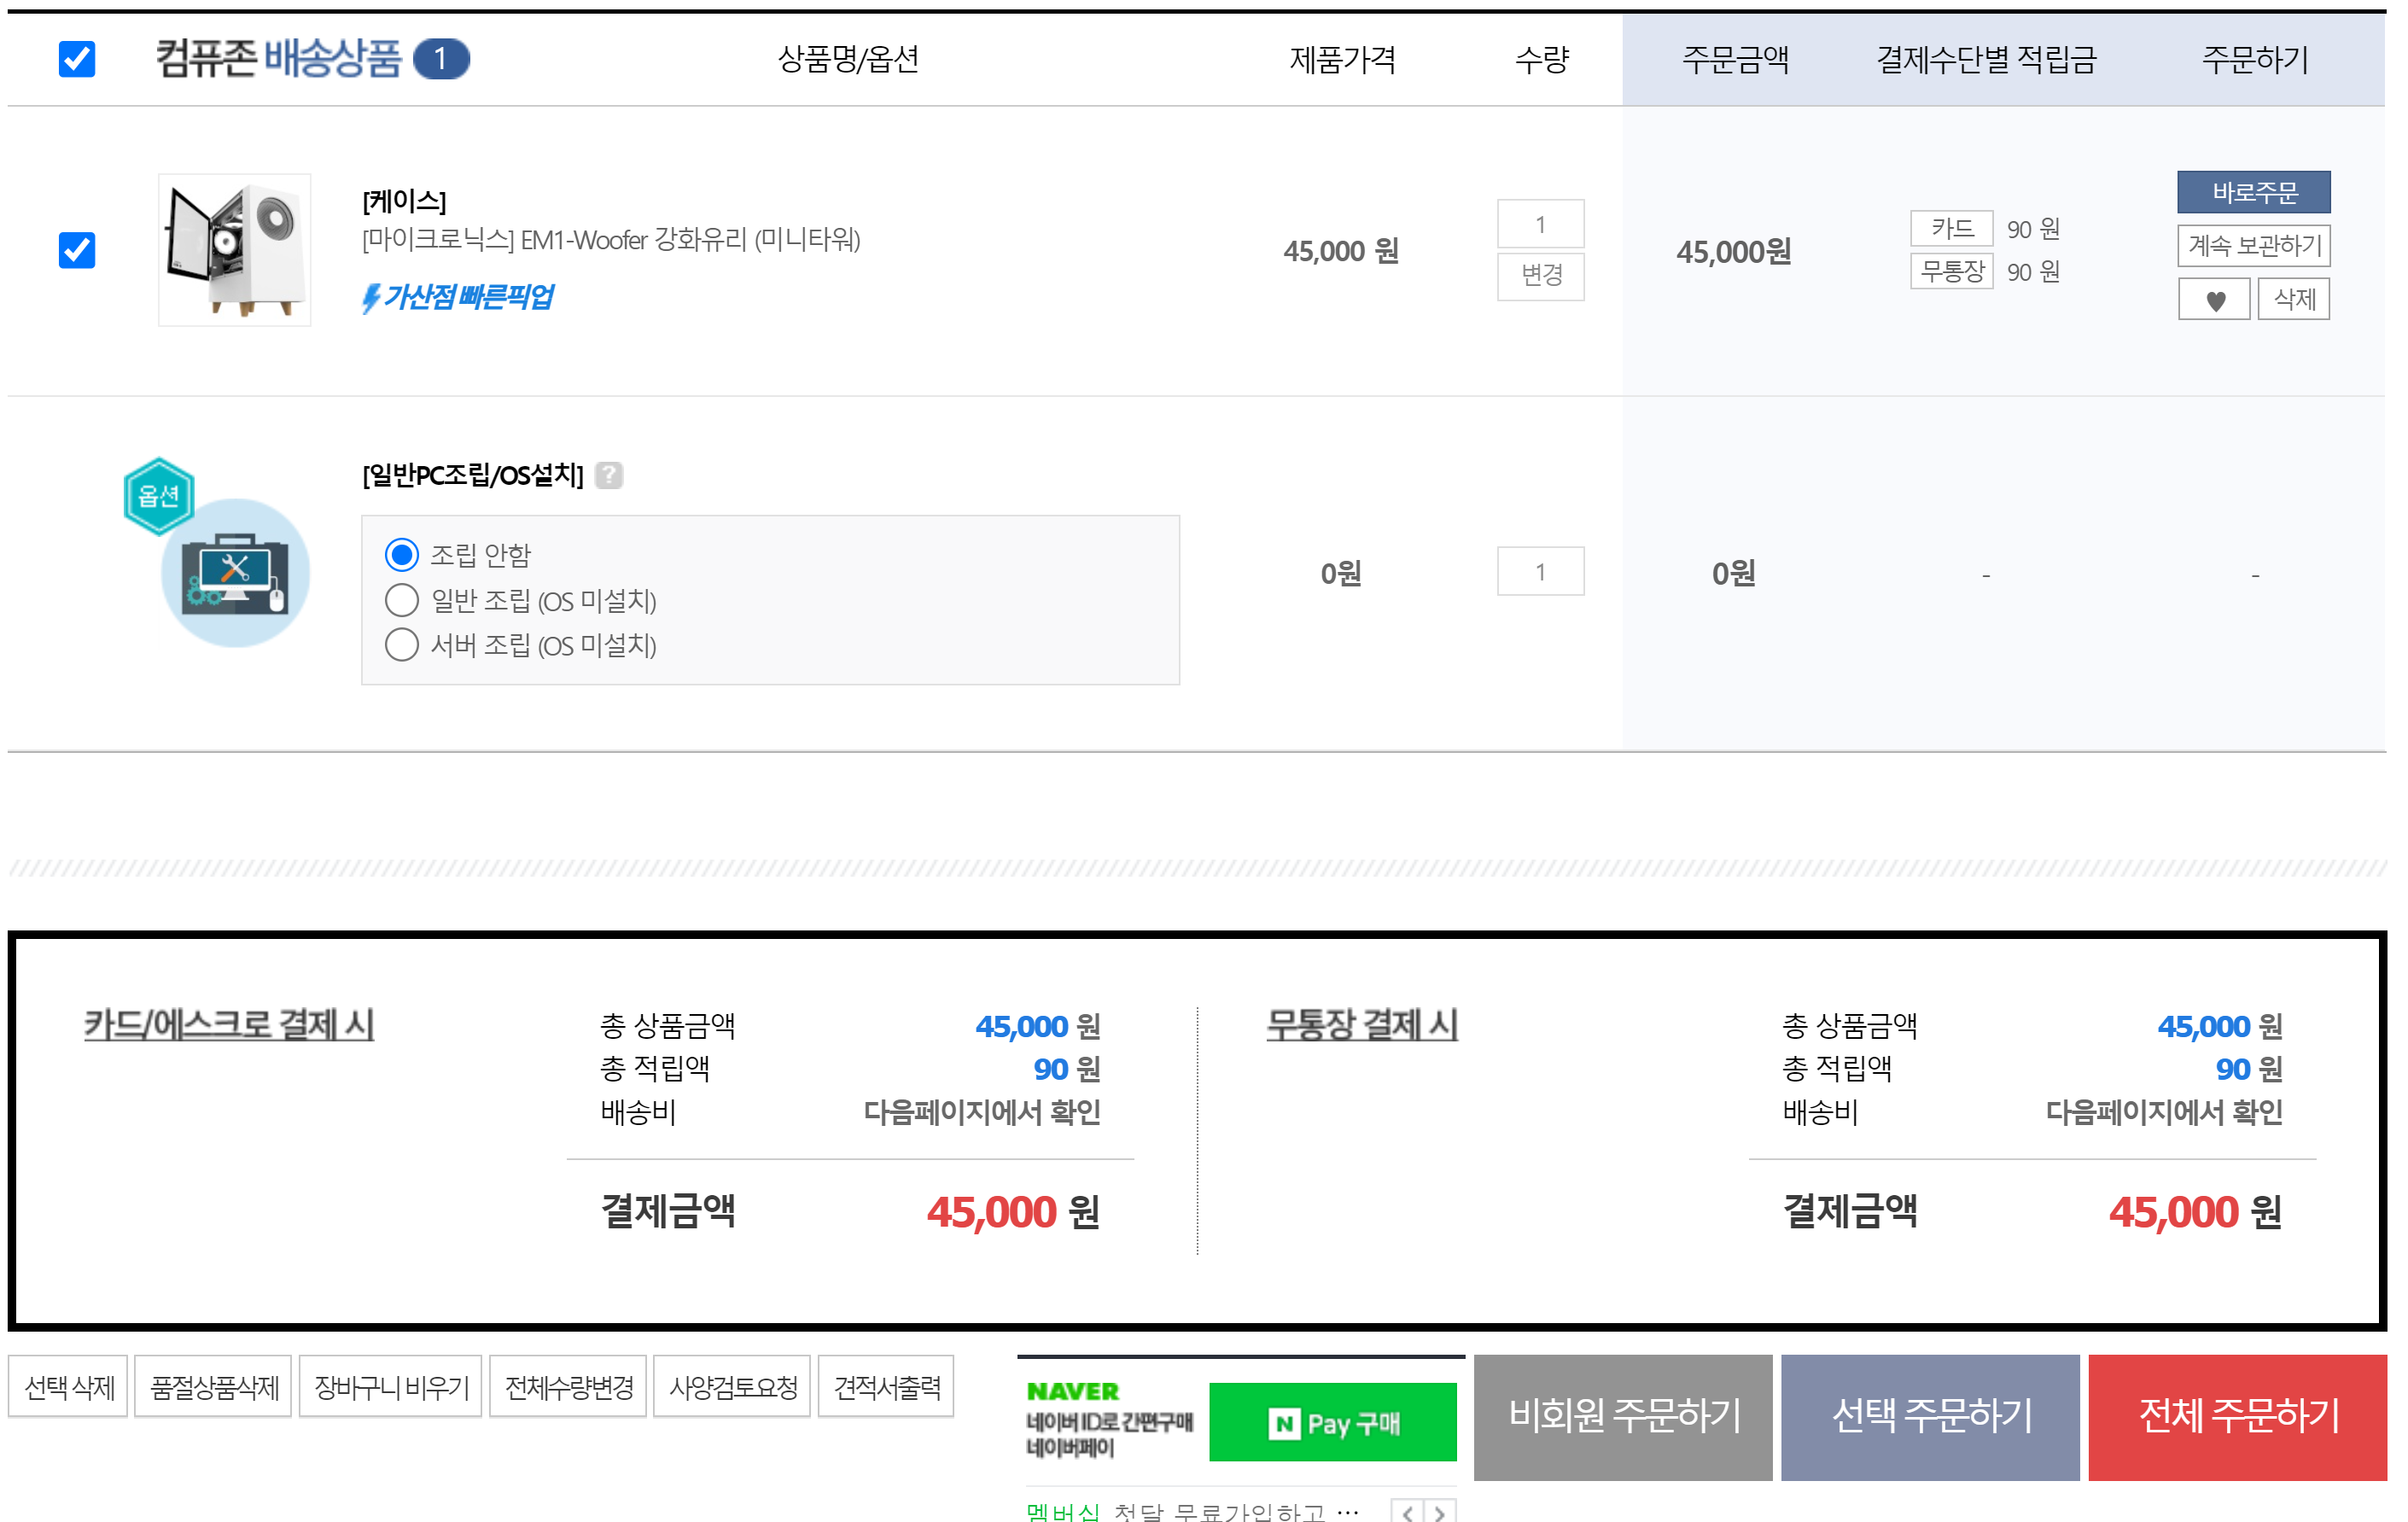 컴퓨존 배송상품 1 상품명/옵션 제품가격 수량 주문금액 결제수단별 적립금 주문하기
[케이스]
[마이크로닉스] EM1-Woofer 강화유리 (미니타워)
가산점 빠른픽업
45,000 원
1
변경
45,000원
카드 90 원
무통장 90 원
바로주문
계속 보관하기
♥ 삭제
옵션
[일반PC조립/OS설치] ?
조립 안함
일반 조립 (OS 미설치)
서버 조립 (OS 미설치)
0원 1 0원 - -
카드/에스크로 결제 시
총 상품금액 45,000 원
총 적립액 90 원
배송비 다음페이지에서 확인
결제금액 45,000 원
무통장 결제 시
총 상품금액 45,000 원
총 적립액 90 원
배송비 다음페이지에서 확인
결제금액 45,000 원
선택 삭제 품절상품삭제 장바구니 비우기 전체수량변경 사양검토요청 견적서출력
NAVER
네이버 ID로 간편구매
네이버페이
N Pay 구매
멤버십 첫달 무료가입하고 ···
비회원 주문하기 선택 주문하기 전체 주문하기